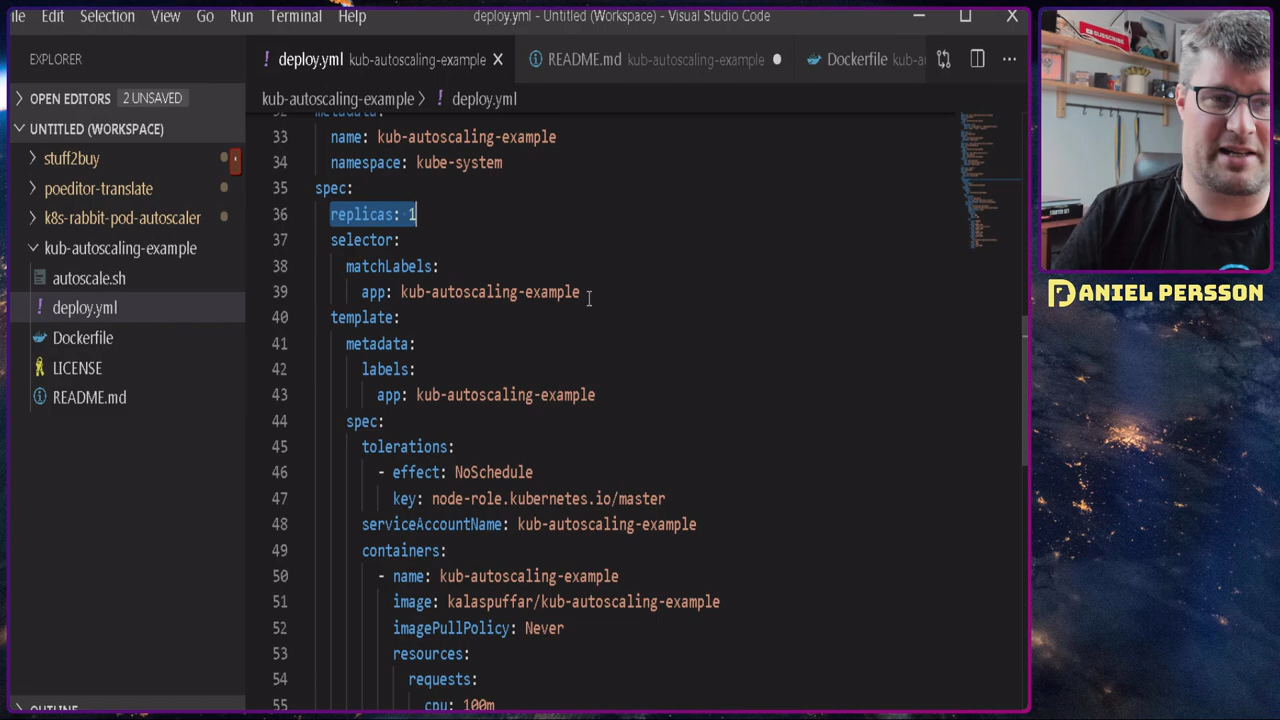 ile Edit Selection View Go Run Terminal Help deploy.yml - Untitled (Workspace) - Visual Studio Code
EXPLORER
OPEN EDITORS 2 UNSAVED
UNTITLED (WORKSPACE)
stuff2buy
poeditor-translate
k8s-rabbit-pod-autoscaler
kub-autoscaling-example
autoscale.sh
! deploy.yml
Dockerfile
LICENSE
README.md
OUTLINE
! deploy.yml kub-autoscaling-example
README.md kub-autoscaling-example
Dockerfile kub-au
kub-autoscaling-example > ! deploy.yml
32 metadata:
33 name: kub-autoscaling-example
34 namespace: kube-system
35 spec:
36 replicas: 1
37 selector:
38 matchLabels:
39 app: kub-autoscaling-example
40 template:
41 metadata:
42 labels:
43 app: kub-autoscaling-example
44 spec:
45 tolerations:
46 - effect: NoSchedule
47 key: node-role.kubernetes.io/master
48 serviceAccountName: kub-autoscaling-example
49 containers:
50 - name: kub-autoscaling-example
51 image: kalaspuffar/kub-autoscaling-example
52 imagePullPolicy: Never
53 resources:
54 requests:
55 cpu: 100m
SUBSCRIBE
DANIEL PERSSON